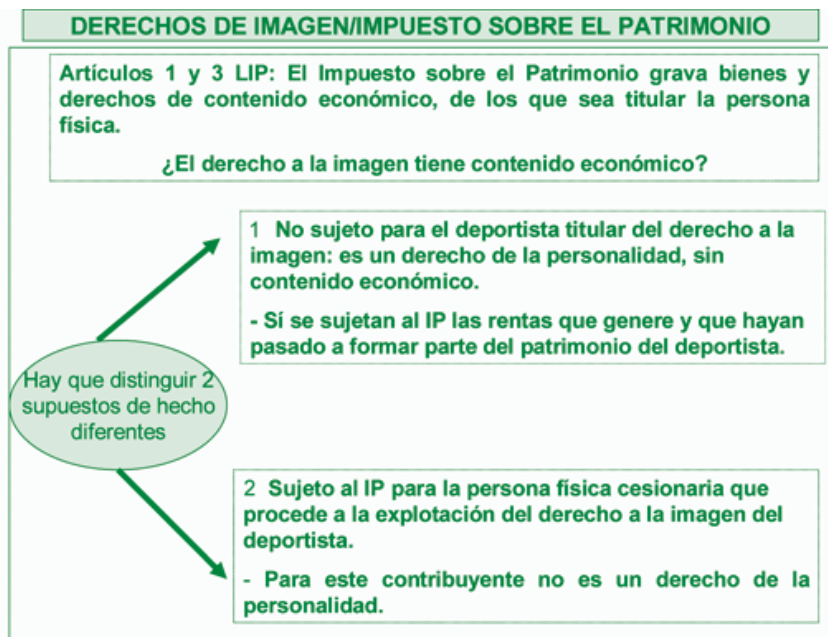 DERECHOS DE IMAGEN/IMPUESTO SOBRE EL PATRIMONIO
Artículos 1 y 3 LIP: El Impuesto sobre el Patrimonio grava bienes y
derechos de contenido económico, de los que sea titular la persona
física.
¿El derecho a la imagen tiene contenido económico?
1 No sujeto para el deportista titular del derecho a la
imagen: es un derecho de la personalidad, sin
contenido económico.
- Sí se sujetan al IP las rentas que genere y que hayan
pasado a formar parte del patrimonio del deportista.
Hay que distinguir 2
supuestos de hecho
diferentes
2 Sujeto al IP para la persona física cesionaria que
procede a la explotación del derecho a la imagen del
deportista.
- Para este contribuyente no es un derecho de la
personalidad.